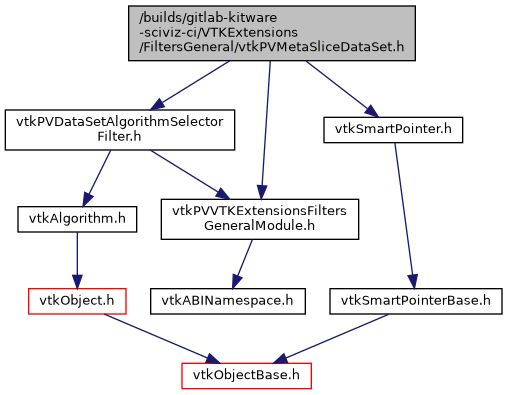 /builds/gitlab-kitware
-sciviz-ci/VTKExtensions
/FiltersGeneral/vtkPVMetaSliceDataSet.h
vtkPVDataSetAlgorithmSelector
Filter.h
vtkSmartPointer.h
vtkAlgorithm.h
vtkPVVTKExtensionsFilters
GeneralModule.h
vtkObject.h
vtkABINamespace.h
vtkSmartPointerBase.h
vtkObjectBase.h